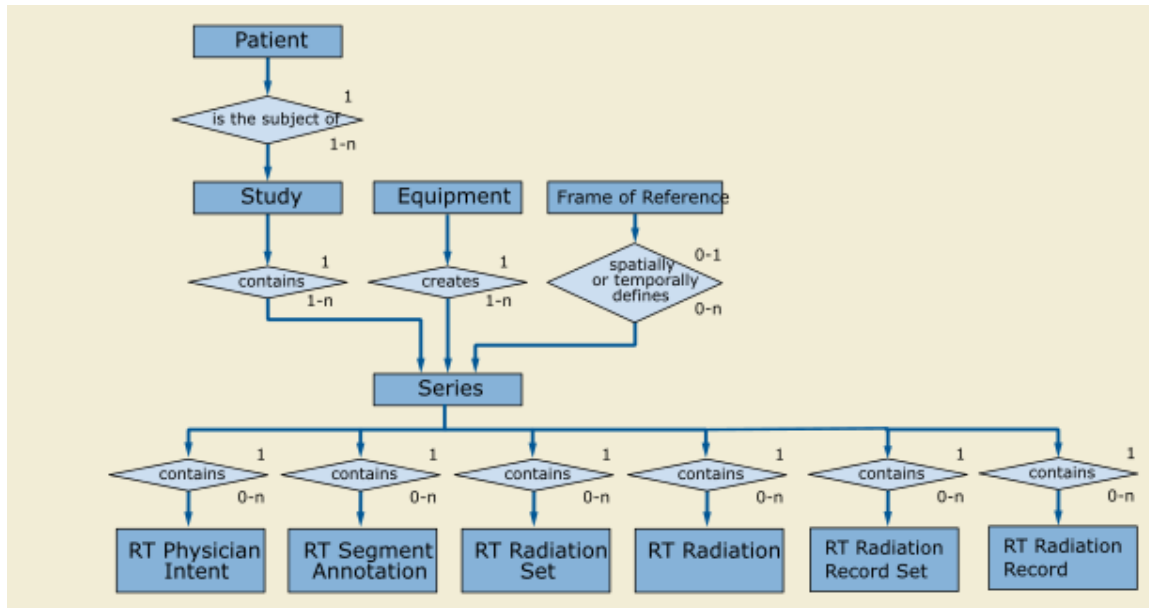 Patient
1
is the subject of
1-n
Study
Equipment
Frame of Reference
1
contains
1-n
1
creates
1-n
0-1
spatially
or temporally
defines
0-n
Series
1
contains
0-n
1
contains
0-n
1
contains
0-n
1
contains
0-n
1
contains
0-n
1
contains
0-n
RT Physician
Intent
RT Segment
Annotation
RT Radiation
Set
RT Radiation
RT Radiation
Record Set
RT Radiation
Record